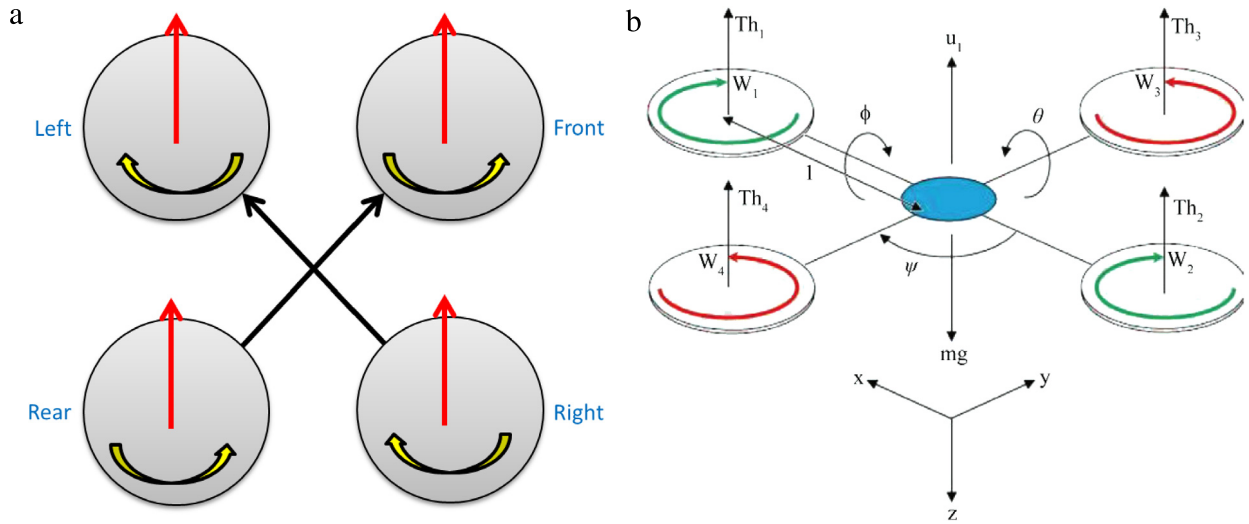 a
Left
Front
Rear
Right
b
Th₁
u₁
Th₃
W₁
W₃
ϕ
θ
l
Th₄
Th₂
W₄
ψ
W₂
mg
x
y
z